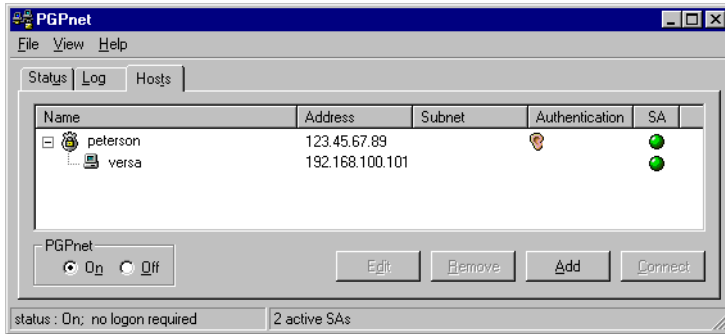 PGPnet
File View Help
Status Log Hosts
Name Address Subnet Authentication SA
peterson 123.45.67.89
versa 192.168.100.101
PGPnet
On Off
Edit Remove Add Connect
status : On; no logon required 2 active SAs